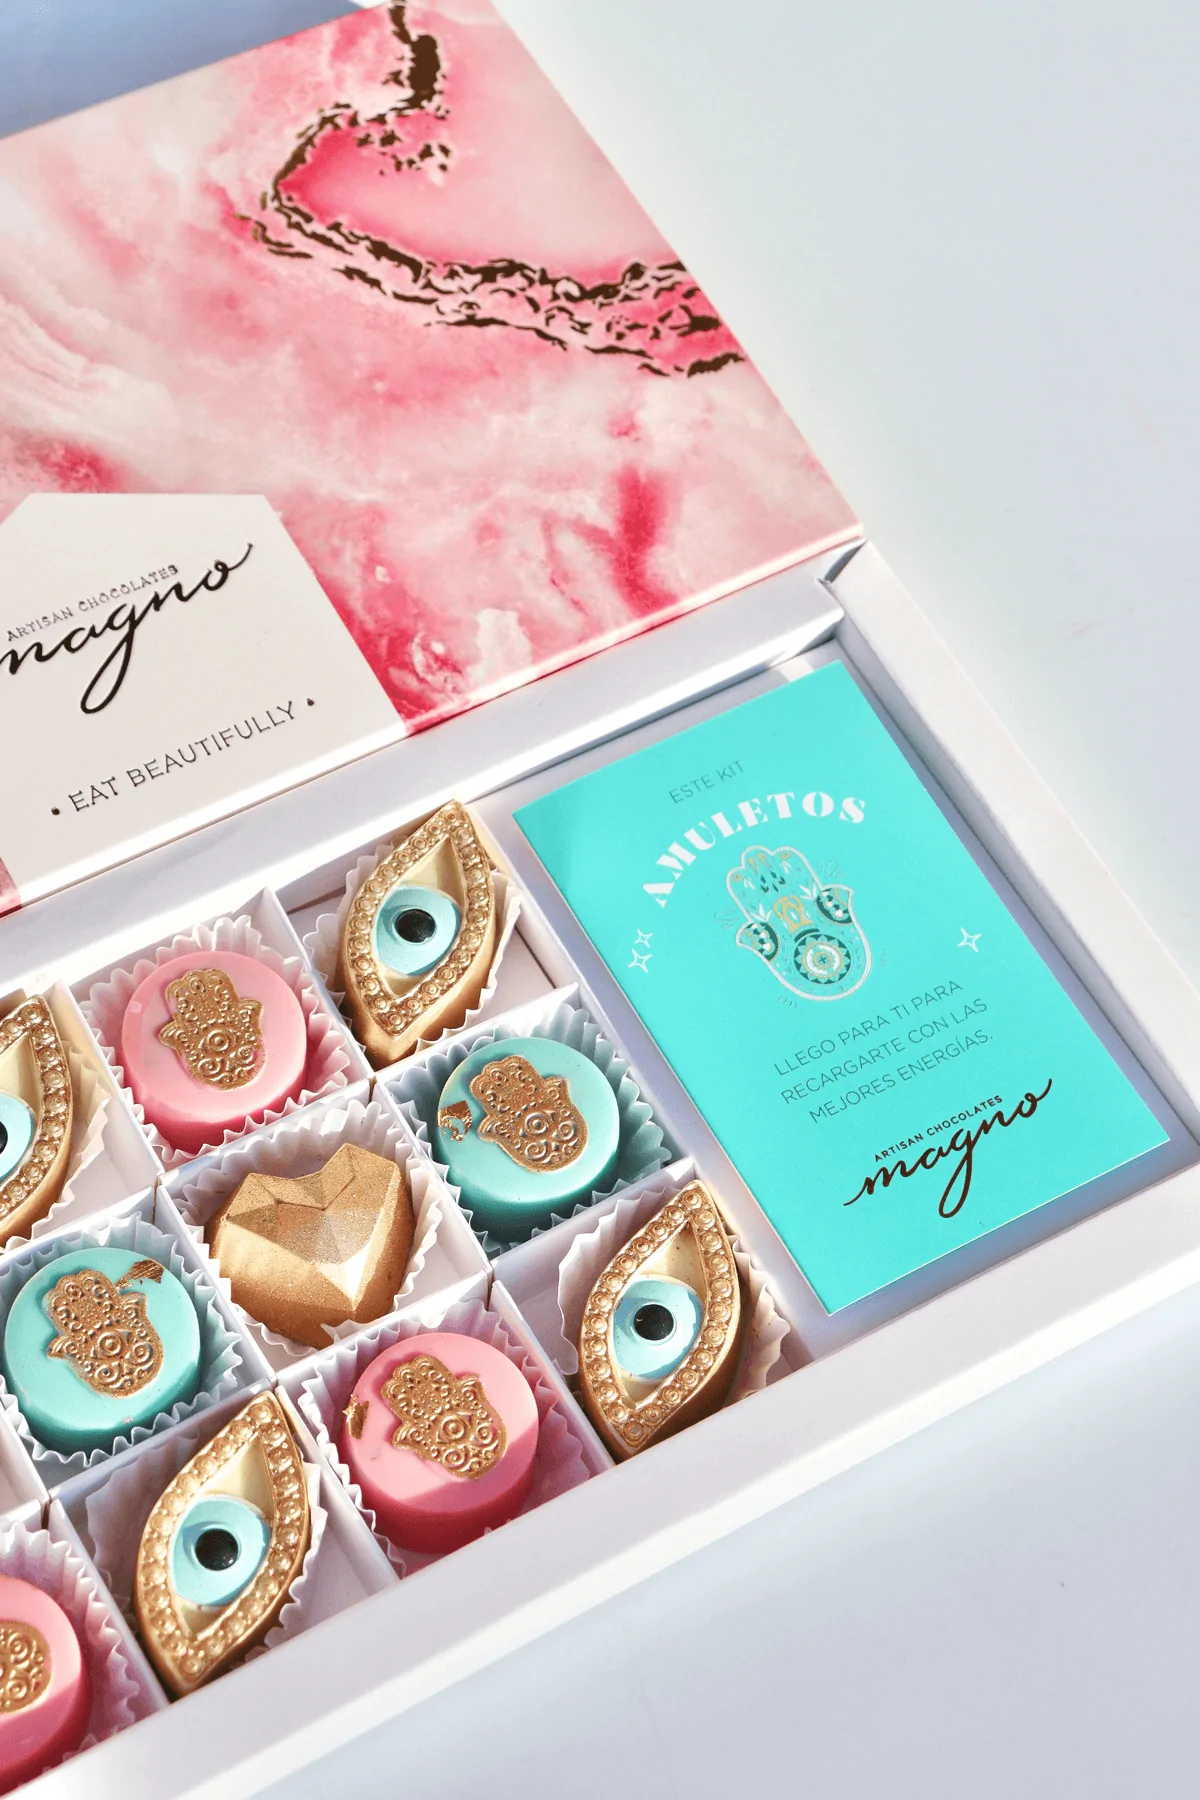 ARTISAN CHOCOLATES
magno
• EAT BEAUTIFULLY •
ESTE KIT
AMULETOS
LLEGO PARA TI PARA
RECARGARTE CON LAS
MEJORES ENERGÍAS.
ARTISAN CHOCOLATES
magno